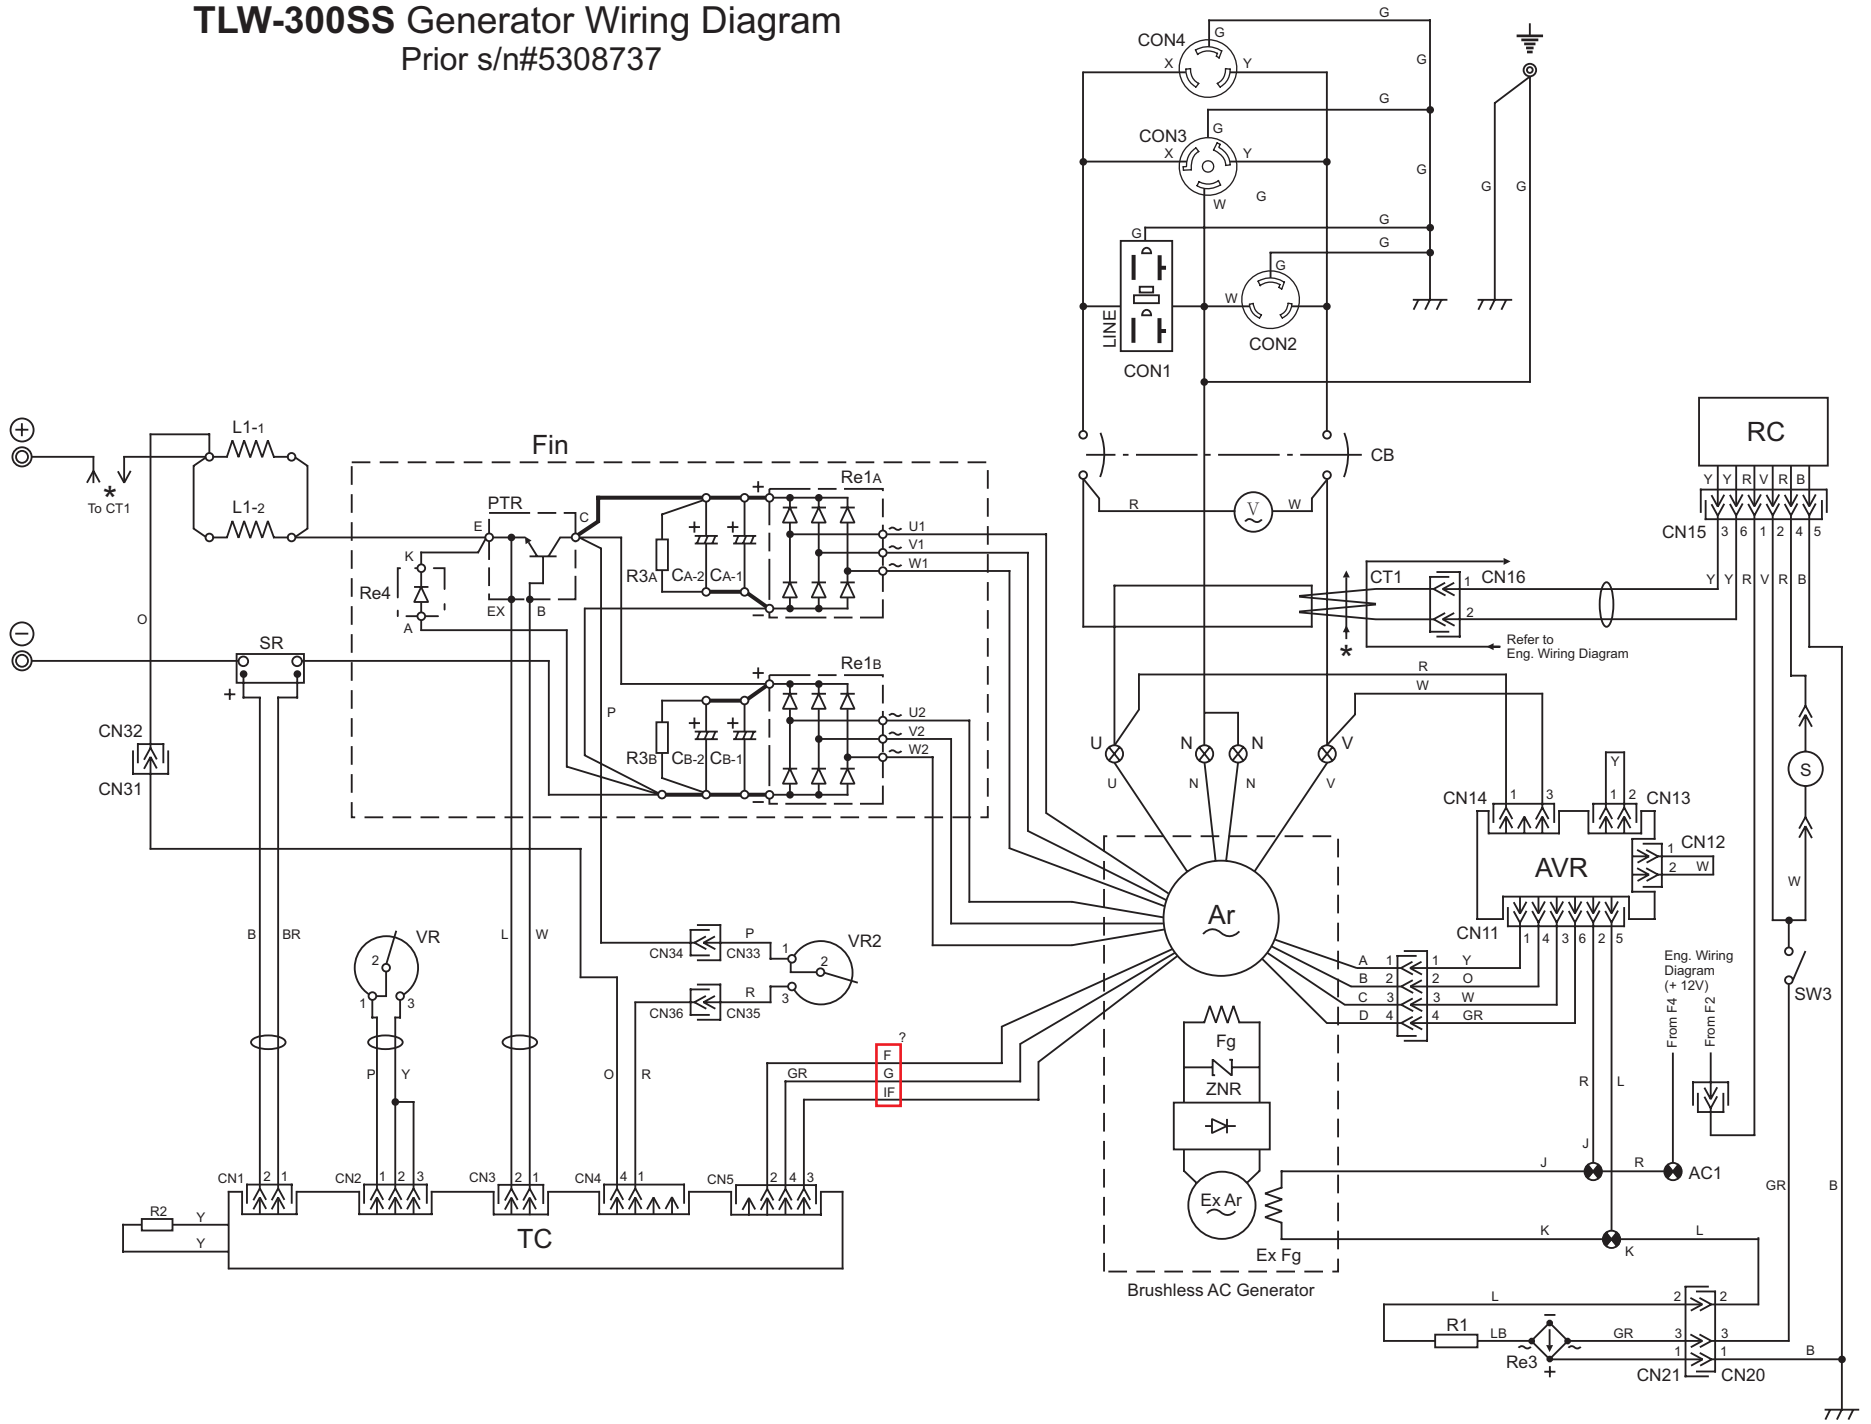 TLW-300SS Generator Wiring Diagram
Prior s/n#5308737
G
CON4
G
X
Y
G
G
CON3
G
X
Y
G
G
G
W
G
G
G
G
G
G
W
LINE
CON2
CON1
RC
CB
R
V
W
Y Y R V R B
CN15
3 6 1 2 4 5
Y Y R V R B
CT1
1
CN16
2
*
Refer to
Eng. Wiring Diagram
+
L1-1
*
To CT1
L1-2
O
−
SR
+
CN32
CN31
Fin
PTR
E
C
K
Re4
A
EX
B
R3A
+
+
CA-2
CA-1
+
−
Re1A
~ U1
~ V1
~ W1
P
R3B
+
+
CB-2
CB-1
+
−
Re1B
~ U2
~ V2
~ W2
R
W
U
N
N
V
U
N
N
V
S
W
CN14
1
3
Y
1 2
CN13
AVR
1
CN12
2
W
CN11
1 4 3 6 2 5
Ar
~
A 1 1 Y
B 2 2 O
C 3 3 W
D 4 4 GR
Eng. Wiring
Diagram
(+ 12V)
From F4
From F2
SW3
B
BR
VR
2
1
3
P
Y
L
W
CN34
CN33
P
1
VR2
2
CN36
CN35
R
3
O
R
?
F
GR
G
IF
Fg
ZNR
Ex Ar
~
Ex Fg
Brushless AC Generator
R
L
J
J
R
AC1
K
K
L
GR
B
CN1
2 1
CN2
1 2 3
CN3
2 1
CN4
4 1
CN5
2 4 3
R2
Y
Y
TC
L
2
2
R1
LB
~
−
~
GR
3
3
Re3
+
1
1
B
CN21
CN20